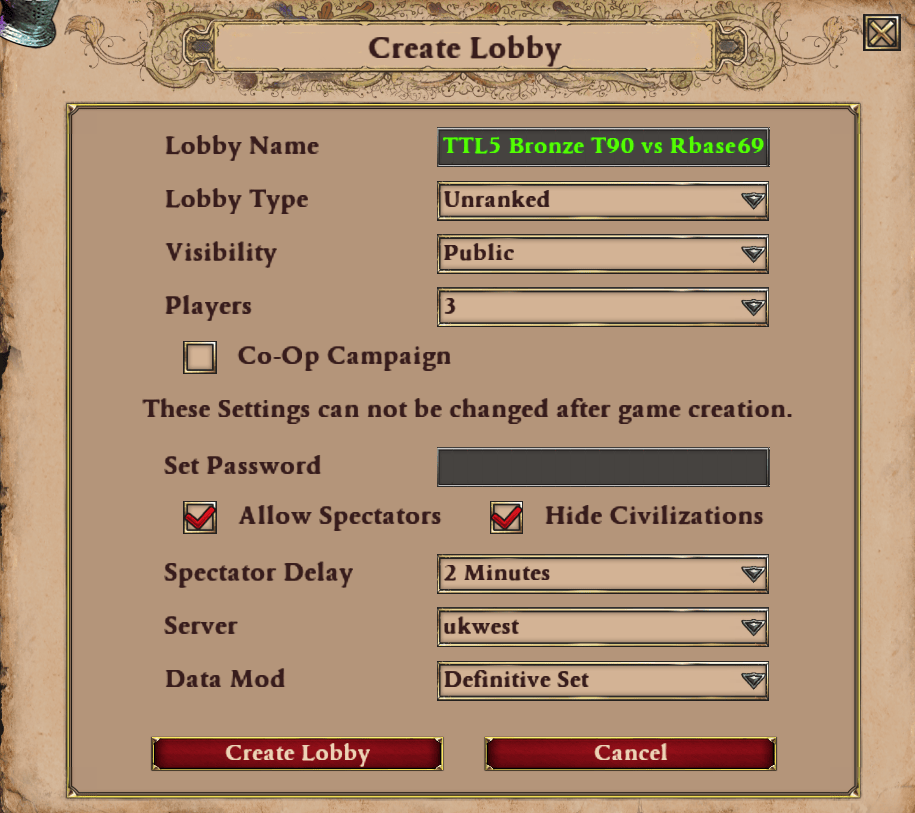 Create Lobby
Lobby Name TTL5 Bronze T90 vs Rbase69
Lobby Type Unranked
Visibility Public
Players 3
Co-Op Campaign
These Settings can not be changed after game creation.
Set Password
Allow Spectators Hide Civilizations
Spectator Delay 2 Minutes
Server ukwest
Data Mod Definitive Set
Create Lobby Cancel